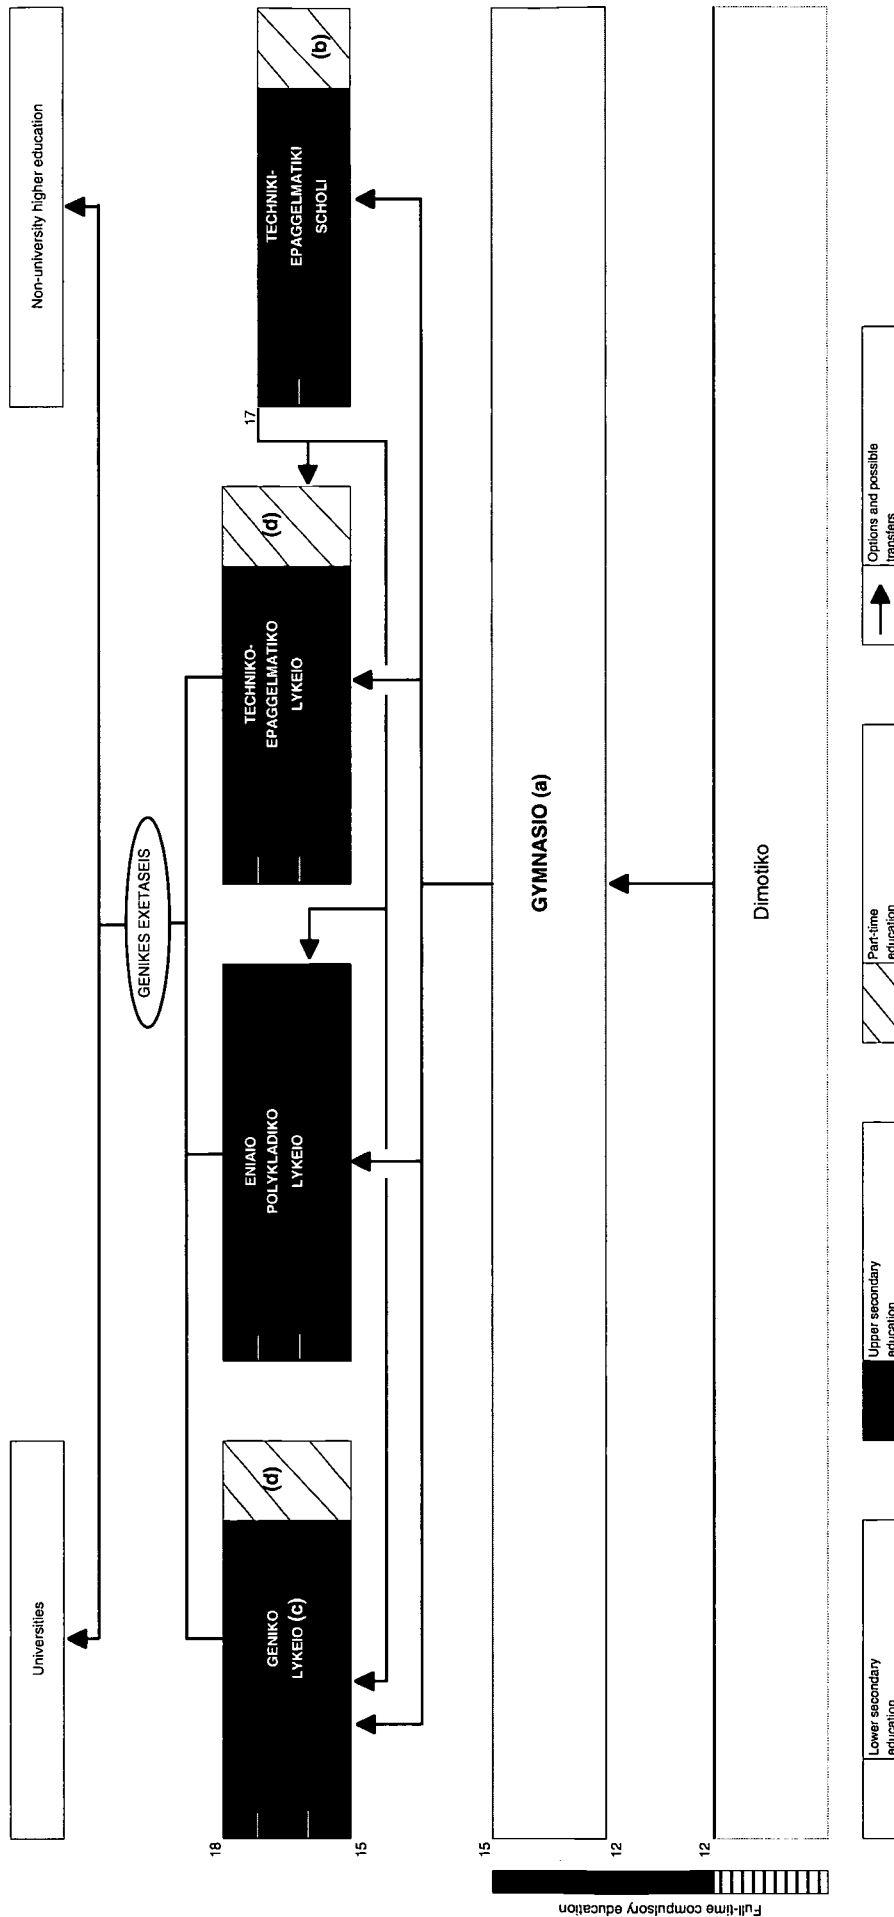 Universities
Non-university higher education
GENIKES EXETASEIS
18
15
GENIKO
LYKEIO (c)
(d)
ENIAIO
POLYKLADIKO
LYKEIO
TECHNIKO-
EPAGGELMATIKO
LYKEIO
(d)
17
TECHNIKI-
EPAGGELMATIKI
SCHOLI
(b)
15
12
GYMNASIO (a)
12
Dimotiko
Full-time compulsory education
Lower secondary
education
Upper secondary
education
Part-time
education
Options and possible
transfers